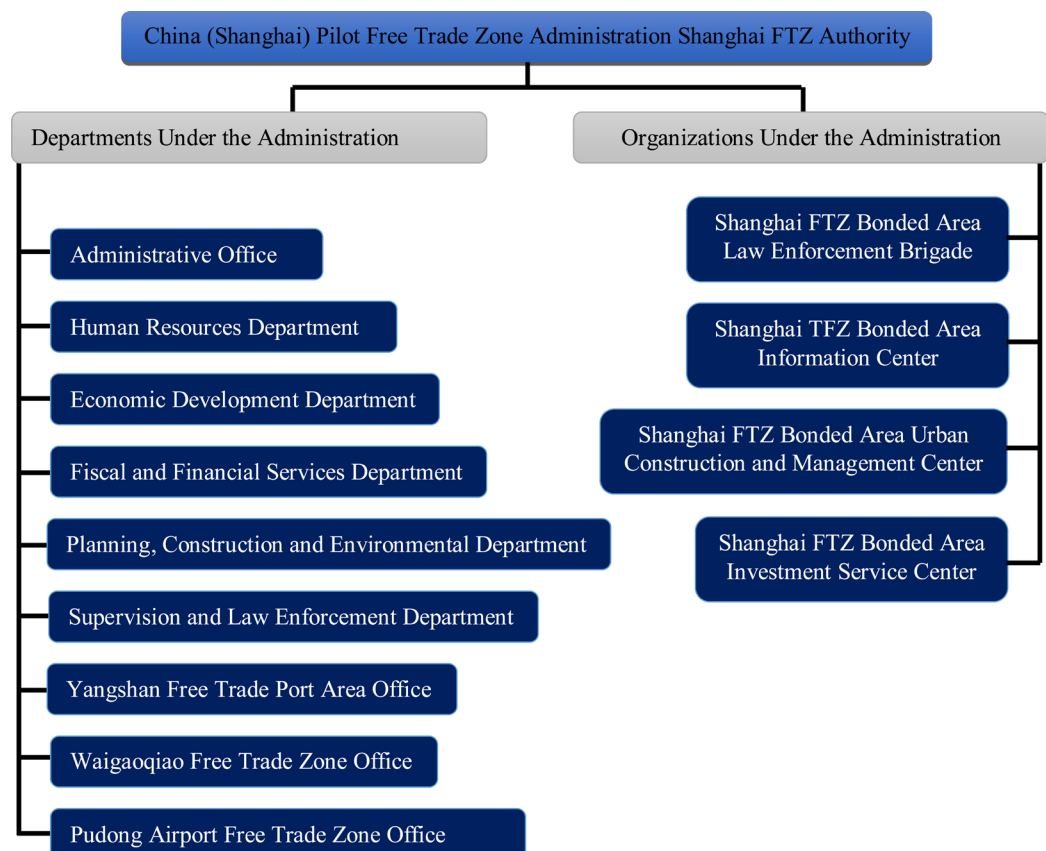 China (Shanghai) Pilot Free Trade Zone Administration Shanghai FTZ Authority
Departments Under the Administration
Administrative Office
Human Resources Department
Economic Development Department
Fiscal and Financial Services Department
Planning, Construction and Environmental Department
Supervision and Law Enforcement Department
Yangshan Free Trade Port Area Office
Waigaoqiao Free Trade Zone Office
Pudong Airport Free Trade Zone Office
Organizations Under the Administration
Shanghai FTZ Bonded Area
Law Enforcement Brigade
Shanghai TFZ Bonded Area
Information Center
Shanghai FTZ Bonded Area Urban
Construction and Management Center
Shanghai FTZ Bonded Area
Investment Service Center